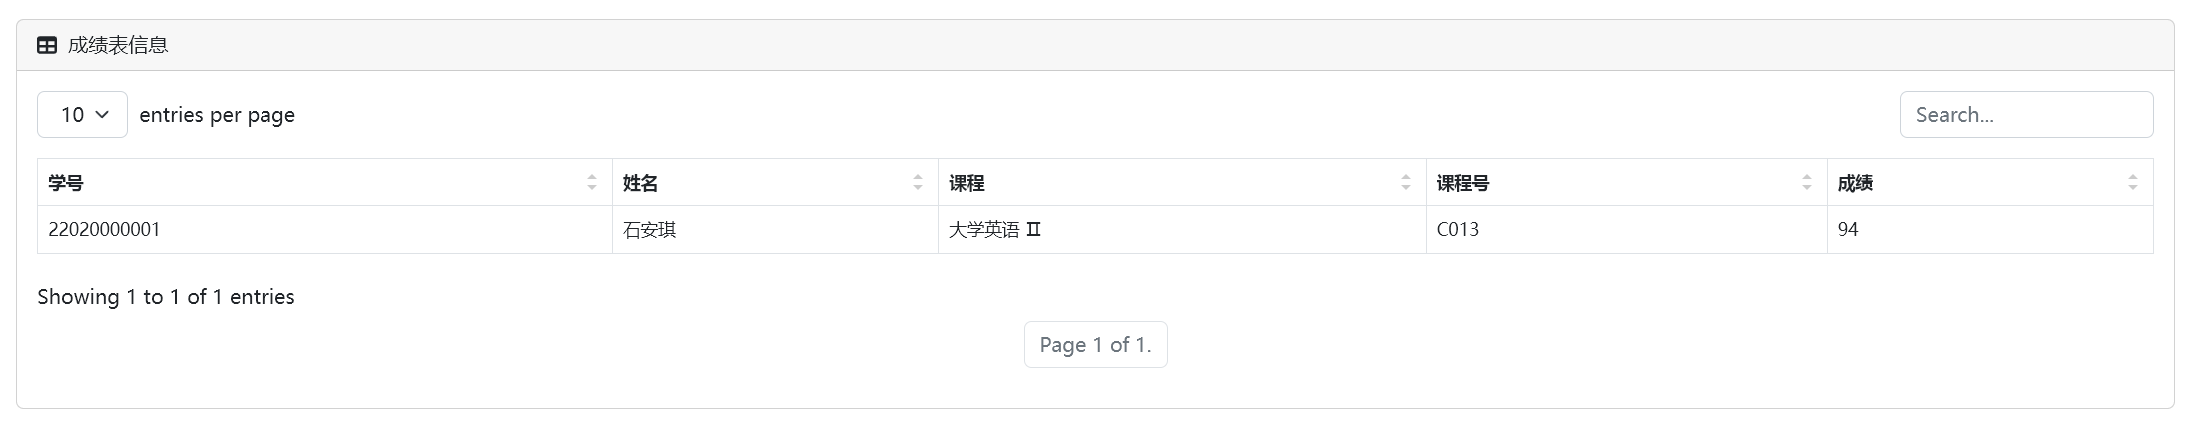 成绩表信息
10 entries per page
Search...
学号 姓名 课程 课程号 成绩
22020000001 石安琪 大学英语 Ⅱ C013 94
Showing 1 to 1 of 1 entries
Page 1 of 1.